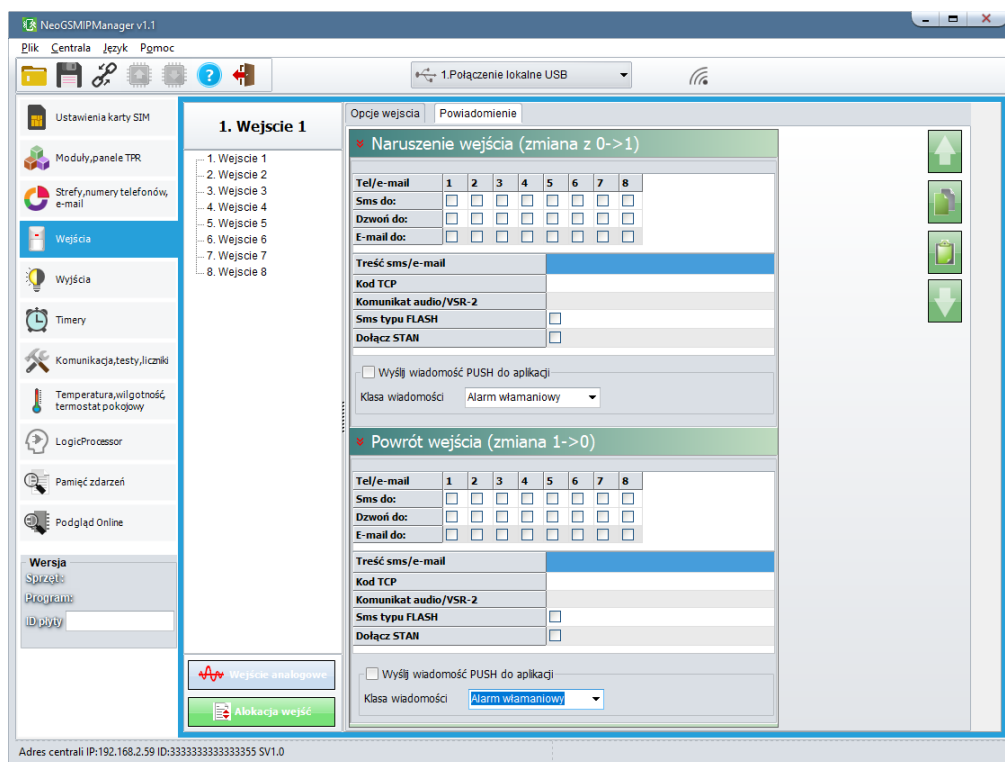 NeoGSMIPManager v1.1
Plik Centrala Język Pomoc
1.Połączenie lokalne USB
Ustawienia karty SIM
Moduły,panele TPR
Strefy,numery telefonów,
e-mail
Wejścia
Wyjścia
Timery
Komunikacja,testy,liczniki
Temperatura,wilgotność,
termostat pokojowy
LogicProcessor
Pamięć zdarzeń
Podgląd Online
Wersja
Sprzęt:
Program:
ID płyty
1. Wejscie 1
1. Wejscie 1
2. Wejscie 2
3. Wejscie 3
4. Wejscie 4
5. Wejscie 5
6. Wejscie 6
7. Wejscie 7
8. Wejscie 8
Wejście analogowe
Alokacja wejść
Opcje wejscia Powiadomienie
Naruszenie wejścia (zmiana z 0->1)
Tel/e-mail 1 2 3 4 5 6 7 8
Sms do:
Dzwoń do:
E-mail do:
Treść sms/e-mail
Kod TCP
Komunikat audio/VSR-2
Sms typu FLASH
Dołącz STAN
Wyślij wiadomość PUSH do aplikacji
Klasa wiadomości Alarm włamaniowy
Powrót wejścia (zmiana 1->0)
Tel/e-mail 1 2 3 4 5 6 7 8
Sms do:
Dzwoń do:
E-mail do:
Treść sms/e-mail
Kod TCP
Komunikat audio/VSR-2
Sms typu FLASH
Dołącz STAN
Wyślij wiadomość PUSH do aplikacji
Klasa wiadomości Alarm włamaniowy
Adres centrali IP:192.168.2.59 ID:3333333333333355 SV1.0